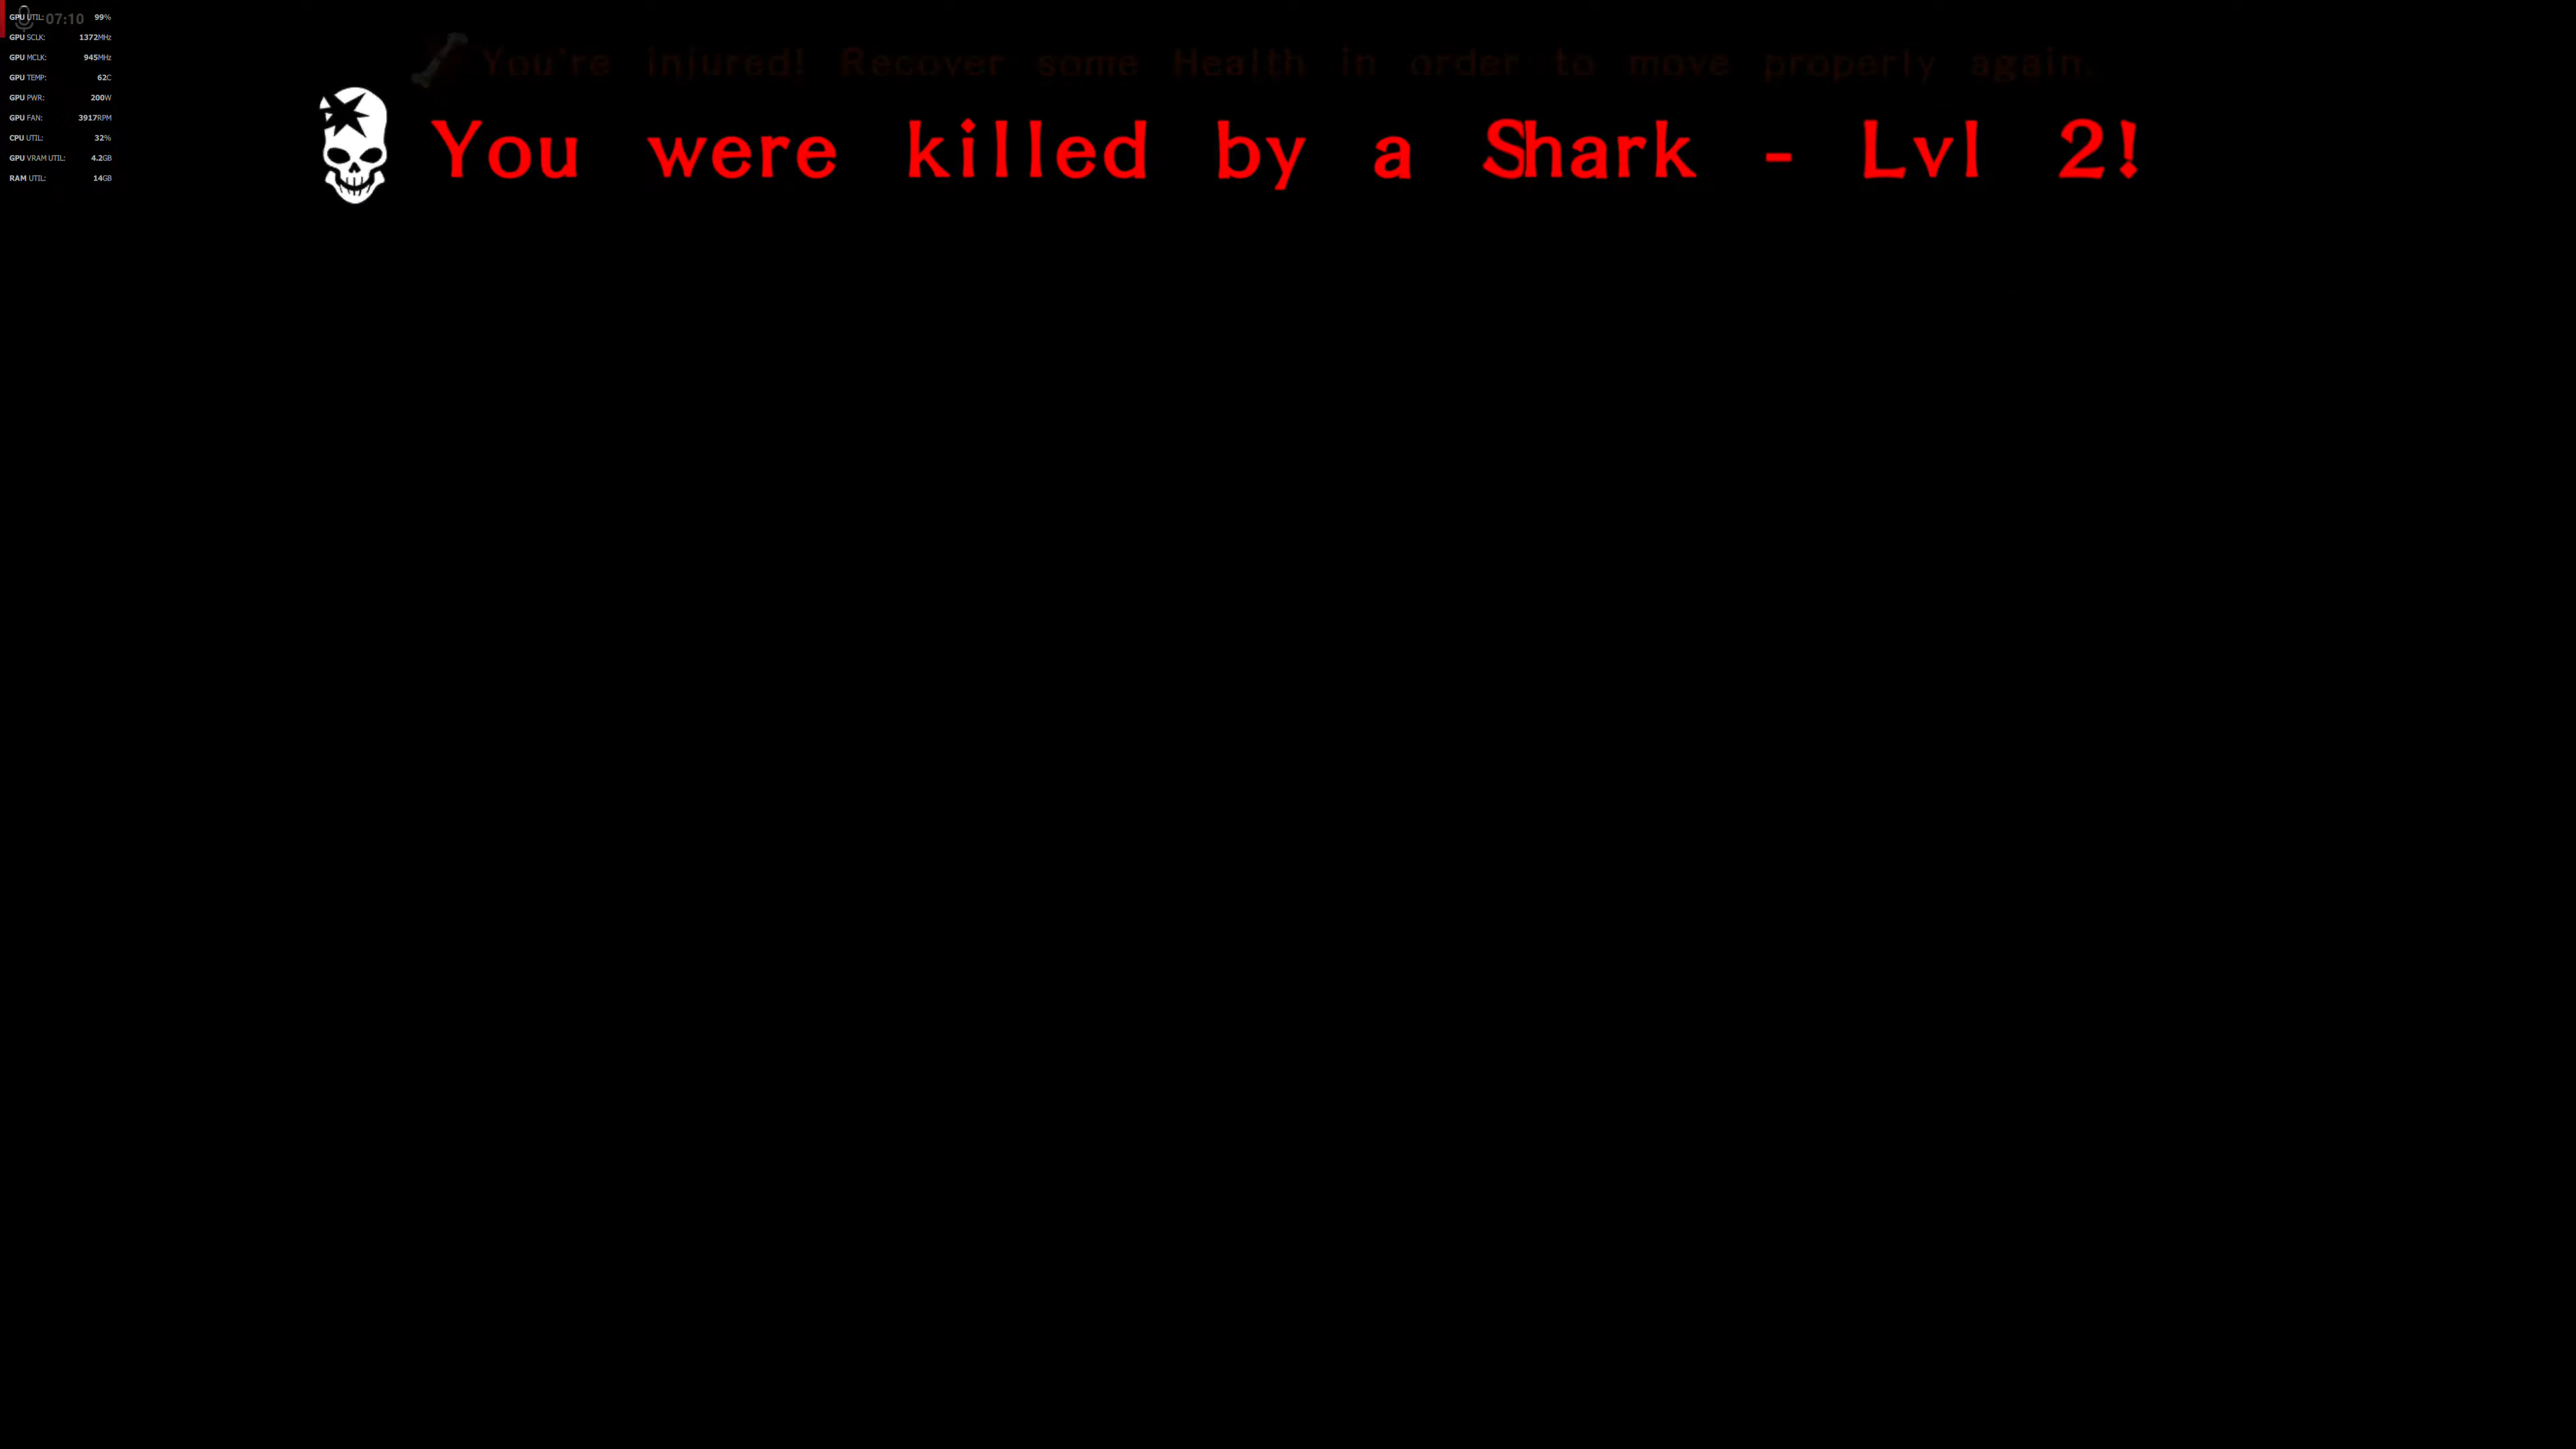 07:10
GPU UTIL: 99%
GPU SCLK: 1372MHz
GPU MCLK: 945MHz
GPU TEMP: 62C
GPU PWR: 200W
GPU FAN: 3917RPM
CPU UTIL: 32%
GPU VRAM UTIL: 4.2GB
RAM UTIL: 14GB
You're injured! Recover some Health in order to move properly again.
You were killed by a Shark - Lvl 2!